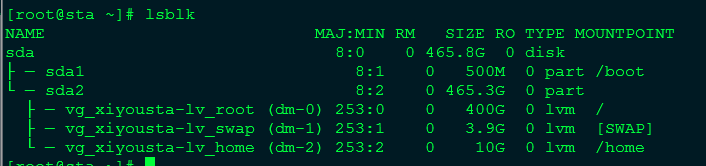 [root@sta ~]# lsblk
NAME MAJ:MIN RM SIZE RO TYPE MOUNTPOINT
sda 8:0 0 465.8G 0 disk
├ ─ sda1 8:1 0 500M 0 part /boot
└ ─ sda2 8:2 0 465.3G 0 part
├ ─ vg_xiyousta-lv_root (dm-0) 253:0 0 400G 0 lvm /
├ ─ vg_xiyousta-lv_swap (dm-1) 253:1 0 3.9G 0 lvm [SWAP]
└ ─ vg_xiyousta-lv_home (dm-2) 253:2 0 10G 0 lvm /home
[root@sta ~]#